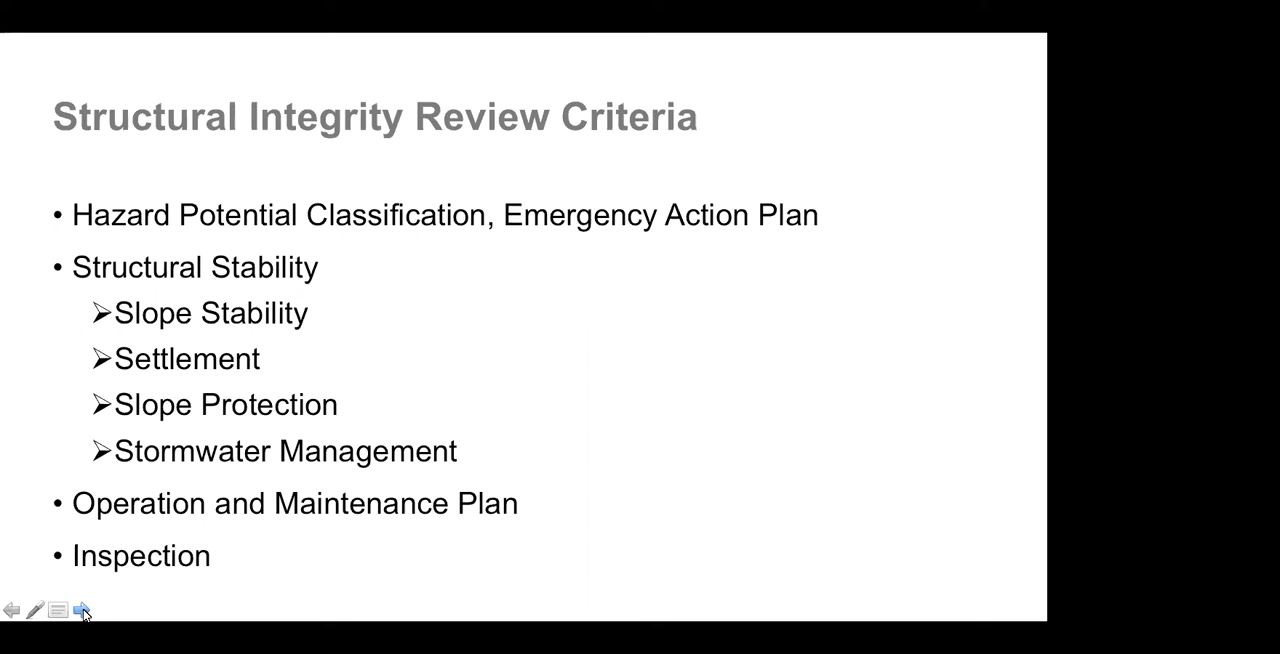 Structural Integrity Review Criteria
• Hazard Potential Classification, Emergency Action Plan
• Structural Stability
➢Slope Stability
➢Settlement
➢Slope Protection
➢Stormwater Management
• Operation and Maintenance Plan
• Inspection